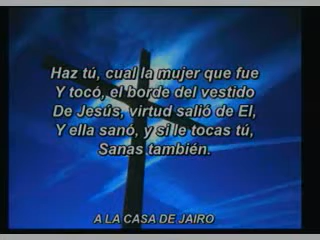 Haz tú, cual la mujer que fue
Y tocó, el borde del vestido
De Jesús, virtud salió de El,
Y ella sanó, y si le tocas tú,
Sanas también.
A LA CASA DE JAIRO